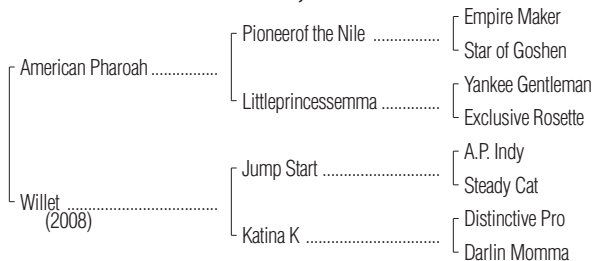 Empire Maker
Pioneerof the Nile ................
Star of Goshen
American Pharoah ................
Yankee Gentleman
Littleprincessemma ..............
Exclusive Rosette
A.P. Indy
Jump Start ............................
Steady Cat
Willet .....................................
(2008)
Distinctive Pro
Katina K ................................
Darlin Momma